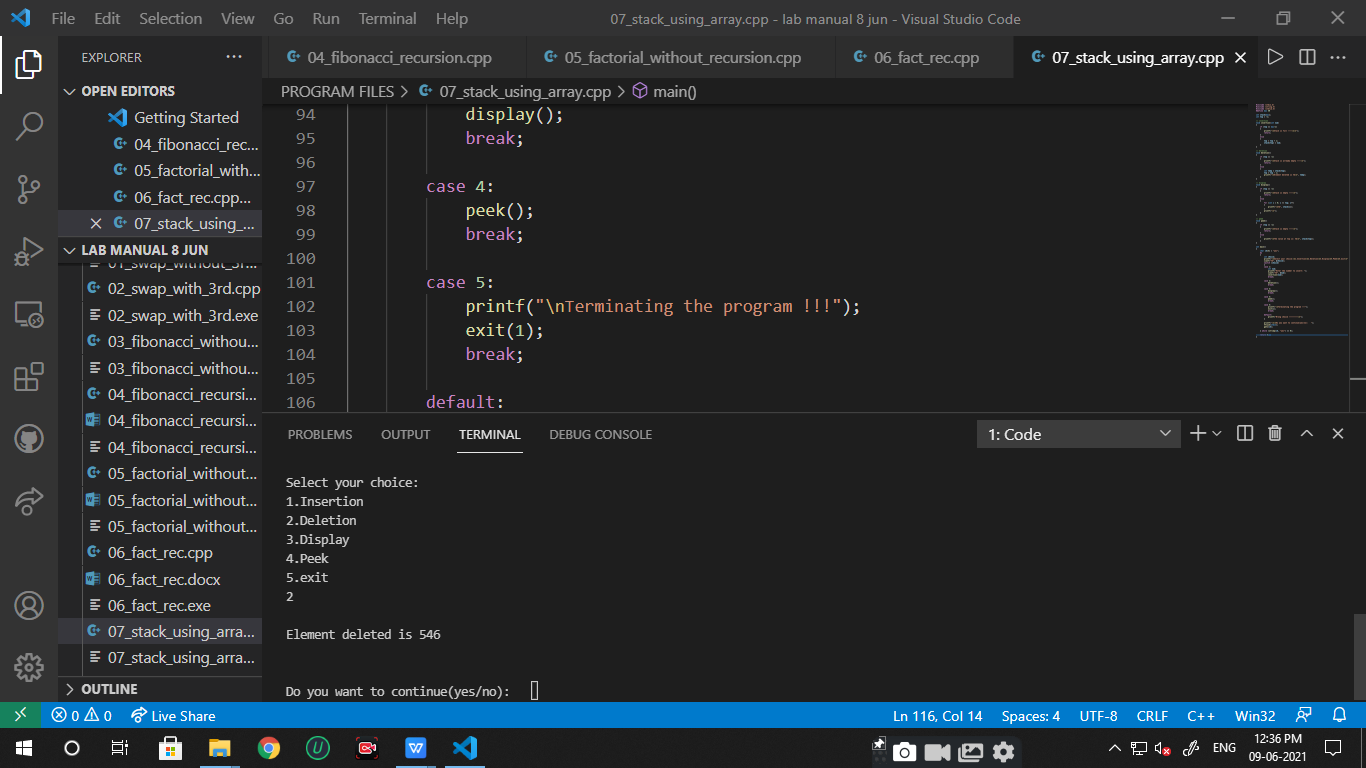 File Edit Selection View Go Run Terminal Help 07_stack_using_array.cpp - lab manual 8 jun - Visual Studio Code
EXPLORER
04_fibonacci_recursion.cpp 05_factorial_without_recursion.cpp 06_fact_rec.cpp 07_stack_using_array.cpp
OPEN EDITORS
Getting Started
04_fibonacci_rec...
05_factorial_with...
06_fact_rec.cpp...
07_stack_using_...
LAB MANUAL 8 JUN
01_swap_without_3r...
02_swap_with_3rd.cpp
02_swap_with_3rd.exe
03_fibonacci_withou...
03_fibonacci_withou...
04_fibonacci_recursi...
04_fibonacci_recursi...
04_fibonacci_recursi...
05_factorial_without...
05_factorial_without...
05_factorial_without...
06_fact_rec.cpp
06_fact_rec.docx
06_fact_rec.exe
07_stack_using_arra...
07_stack_using_arra...
OUTLINE
PROGRAM FILES > 07_stack_using_array.cpp > main()
94 display();
95 break;
96
97 case 4:
98 peek();
99 break;
100
101 case 5:
102 printf("\nTerminating the program !!!");
103 exit(1);
104 break;
105
106 default:
PROBLEMS OUTPUT TERMINAL DEBUG CONSOLE 1: Code
Select your choice:
1.Insertion
2.Deletion
3.Display
4.Peek
5.exit
2
Element deleted is 546
Do you want to continue(yes/no):
0 0 Live Share Ln 116, Col 14 Spaces: 4 UTF-8 CRLF C++ Win32
ENG 12:36 PM
09-06-2021